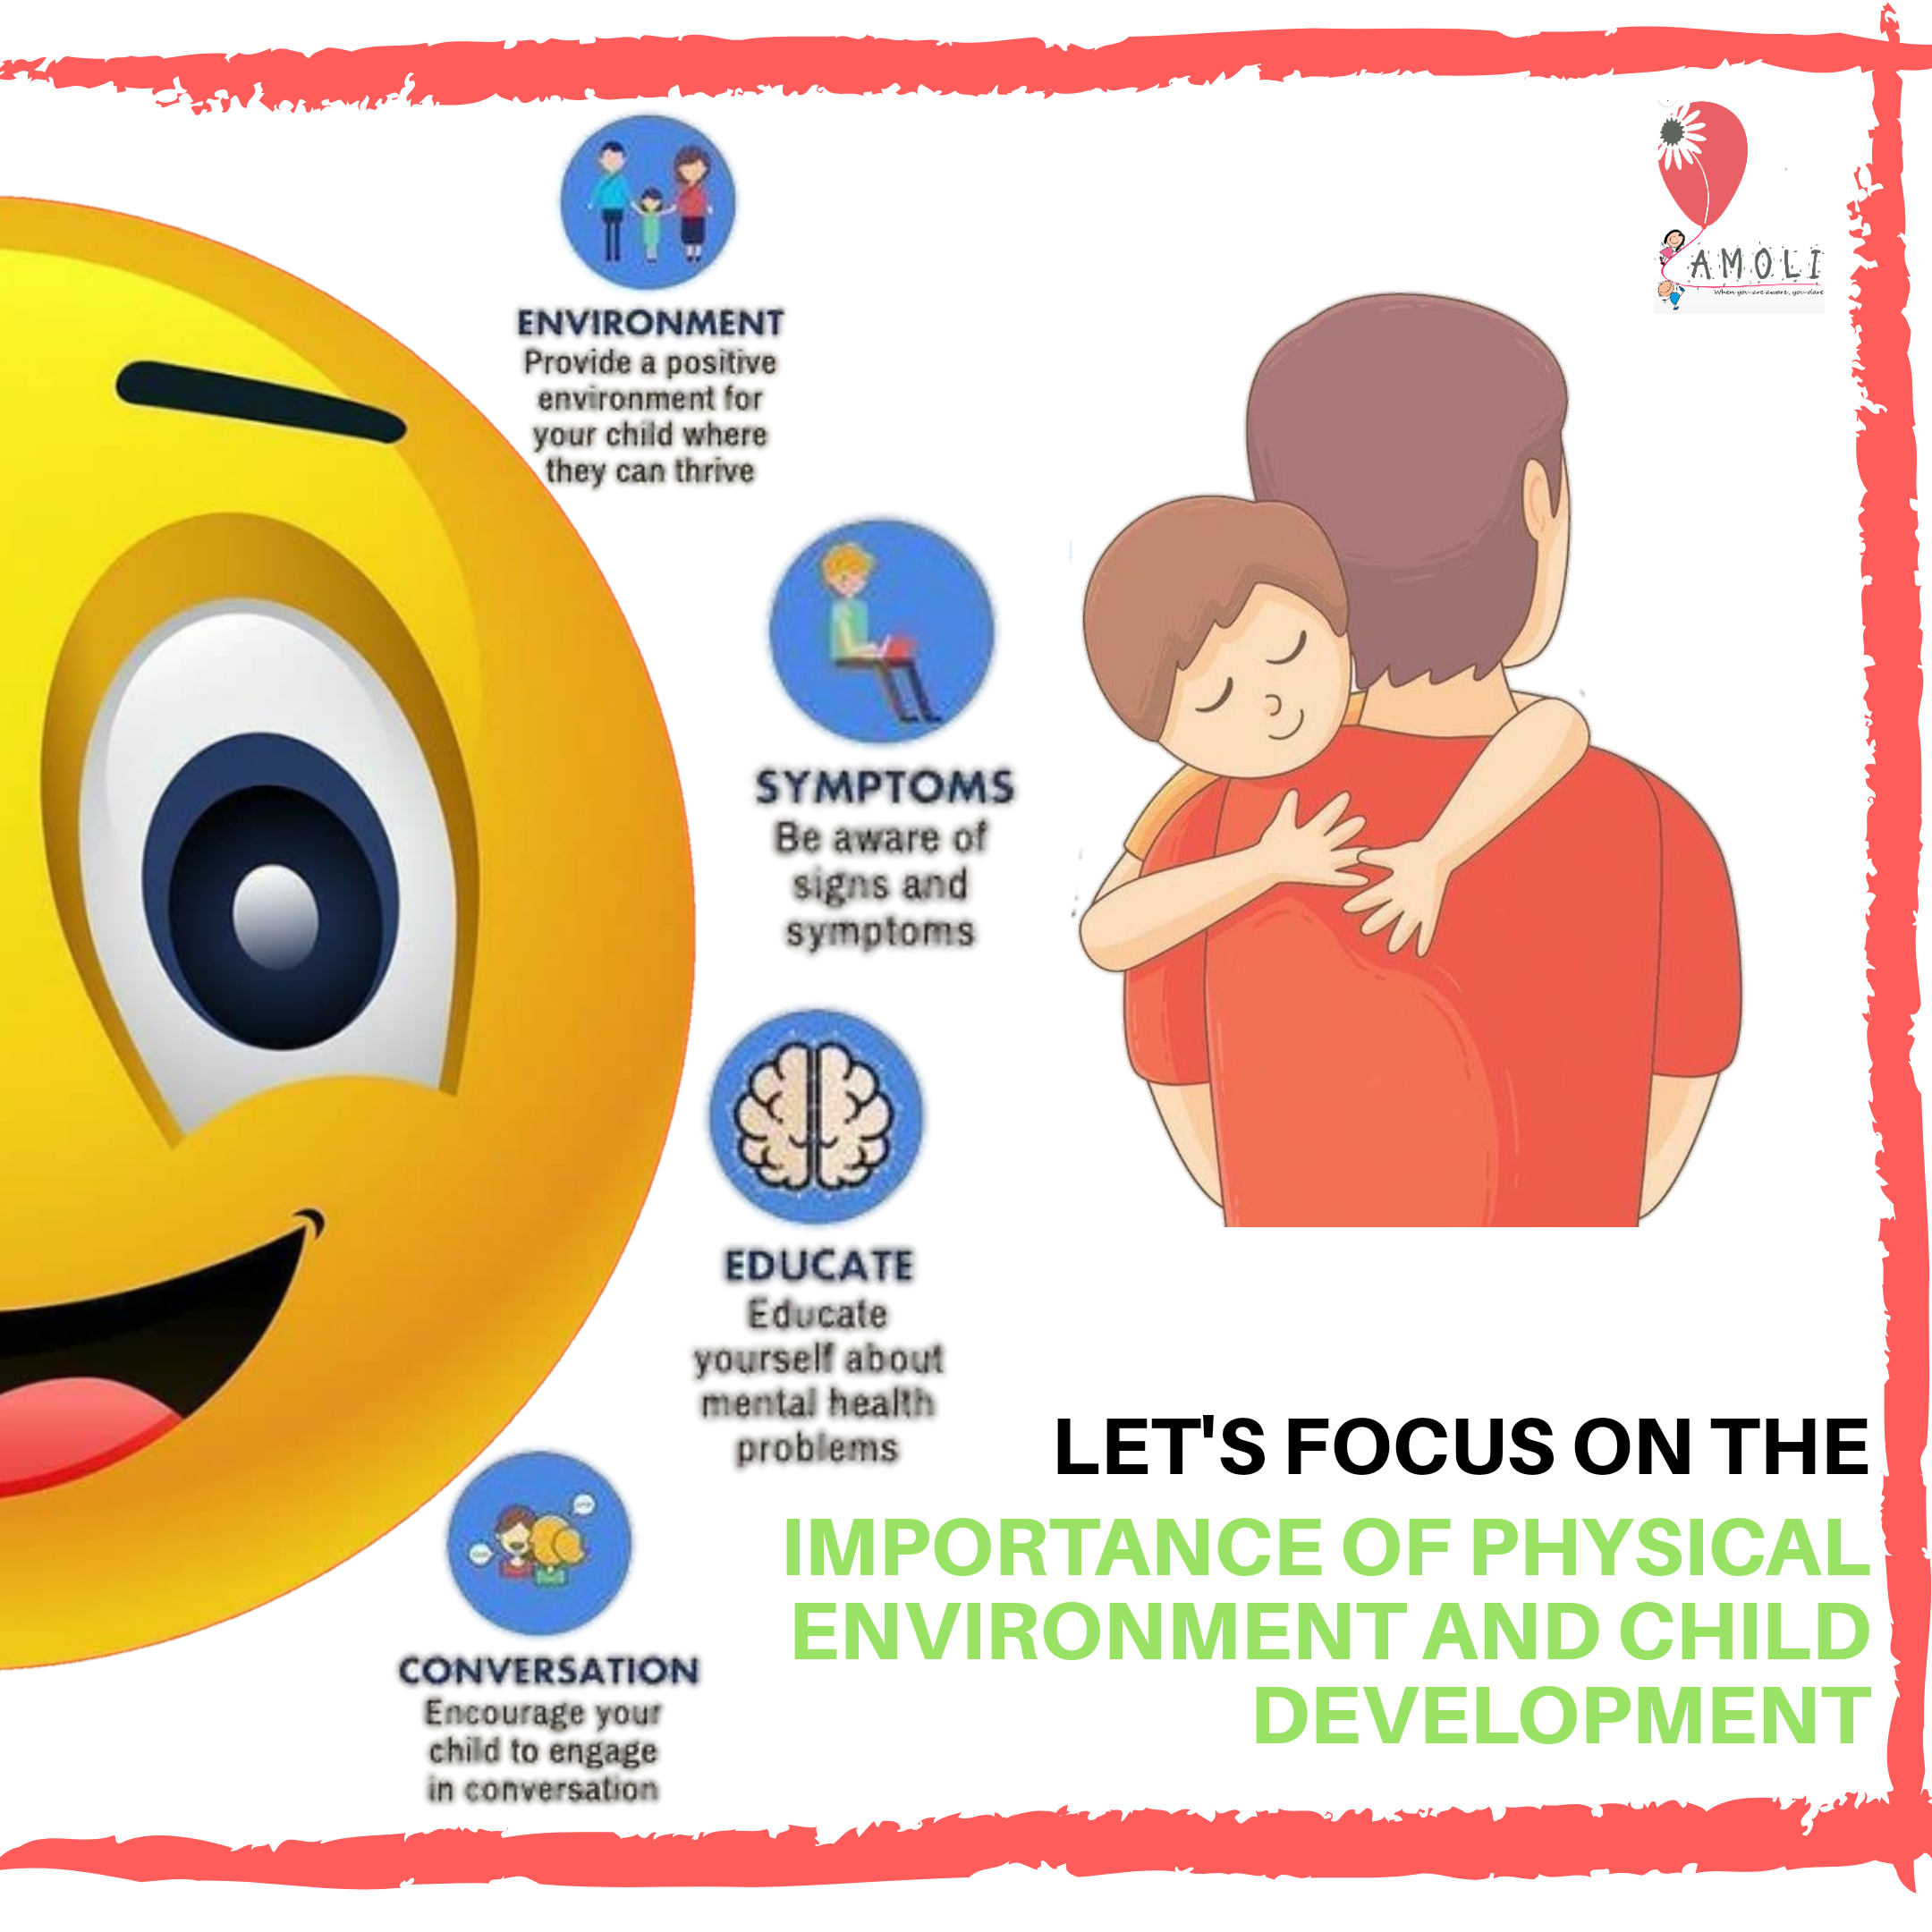 AMOLI
When you are aware, you dare
ENVIRONMENT
Provide a positive
environment for
your child where
they can thrive
SYMPTOMS
Be aware of
signs and
symptoms
EDUCATE
Educate
yourself about
mental health
problems
CONVERSATION
Encourage your
child to engage
in conversation
LET'S FOCUS ON THE
IMPORTANCE OF PHYSICAL
ENVIRONMENT AND CHILD
DEVELOPMENT